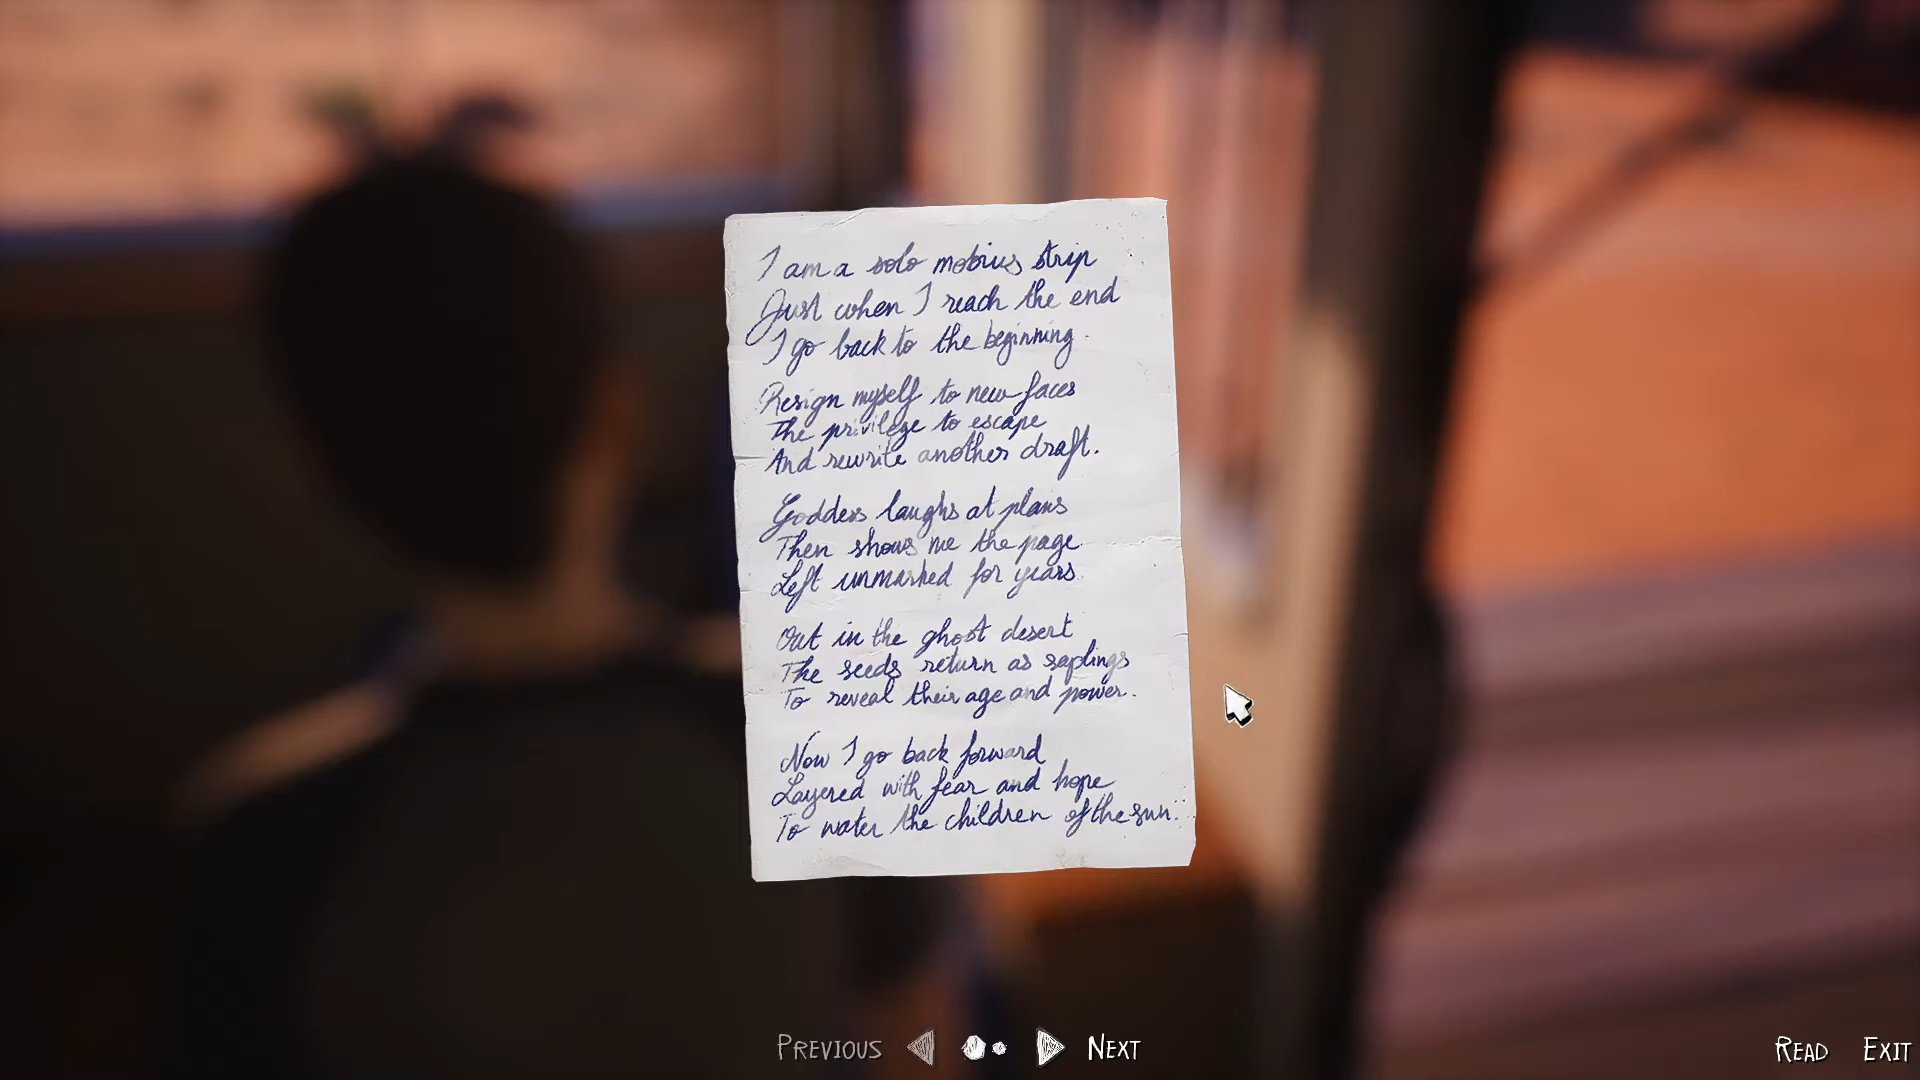 I am a solo mobius strip
Just when I reach the end
I go back to the beginning.
Resign myself to new faces
The privilege to escape
And rewrite another draft.
Goddess laughs at plans
Then shows me the page
Left unmarked for years.
Out in the ghost desert
The seeds return as saplings
To reveal their age and power.
Now I go back forward
Layered with fear and hope
To water the children of the sun.
PREVIOUS NEXT
READ EXIT